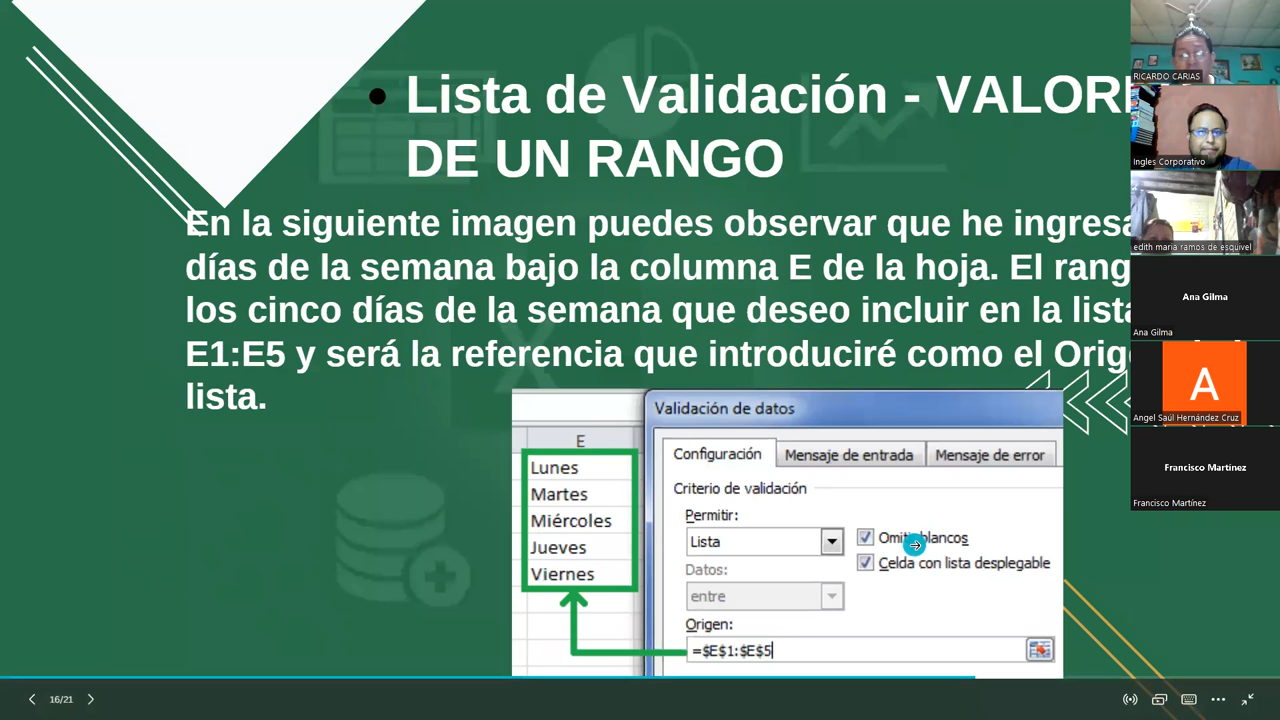 Lista de Validación - VALOR
DE UN RANGO
En la siguiente imagen puedes observar que he ingresa
días de la semana bajo la columna E de la hoja. El rang
los cinco días de la semana que deseo incluir en la lista
E1:E5 y será la referencia que introduciré como el Orig
lista.
E
Lunes
Martes
Miércoles
Jueves
Viernes
Validación de datos
Configuración
Mensaje de entrada
Mensaje de error
Criterio de validación
Permitir:
Lista
Omitir blancos
Celda con lista desplegable
Datos:
entre
Origen:
=$E$1:$E$5
16/21
RICARDO CARIAS
Ingles Corporativo
edith maria ramos de esquivel
Ana Gilma
Ana Gilma
A
Angel Saúl Hernández Cruz
Francisco Martínez
Francisco Martínez